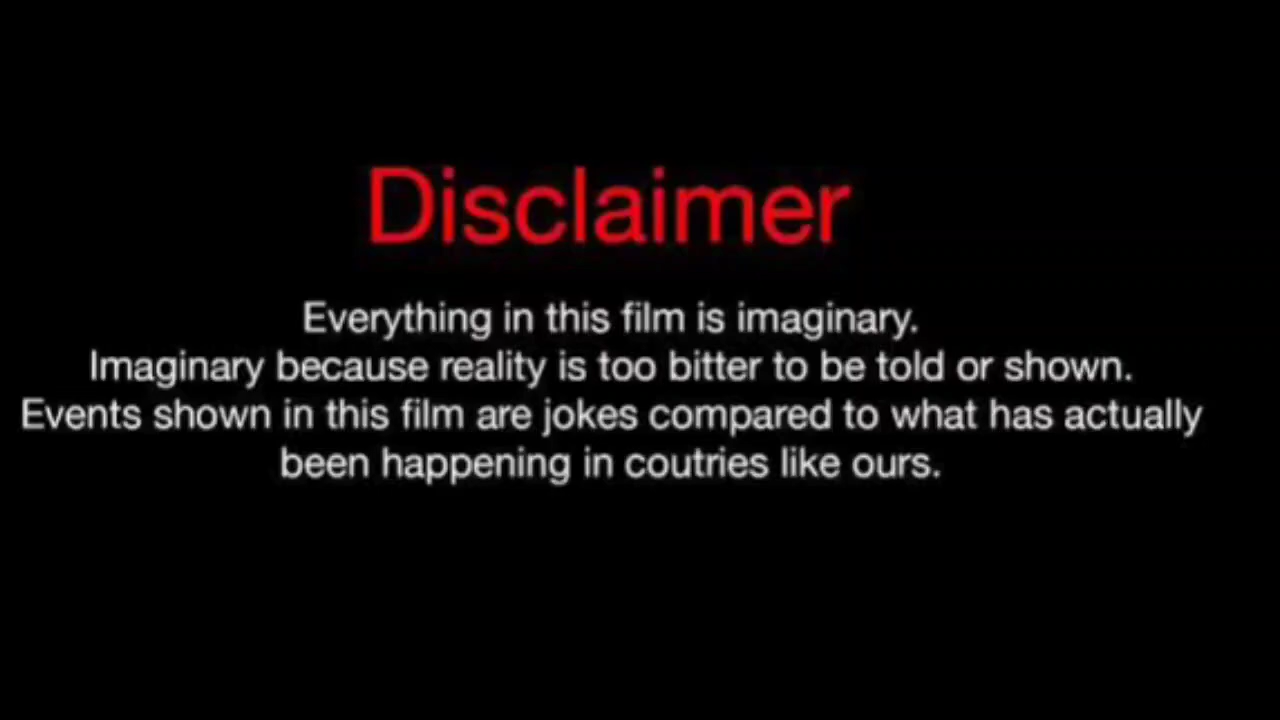 Disclaimer
Everything in this film is imaginary.
Imaginary because reality is too bitter to be told or shown.
Events shown in this film are jokes compared to what has actually
been happening in coutries like ours.